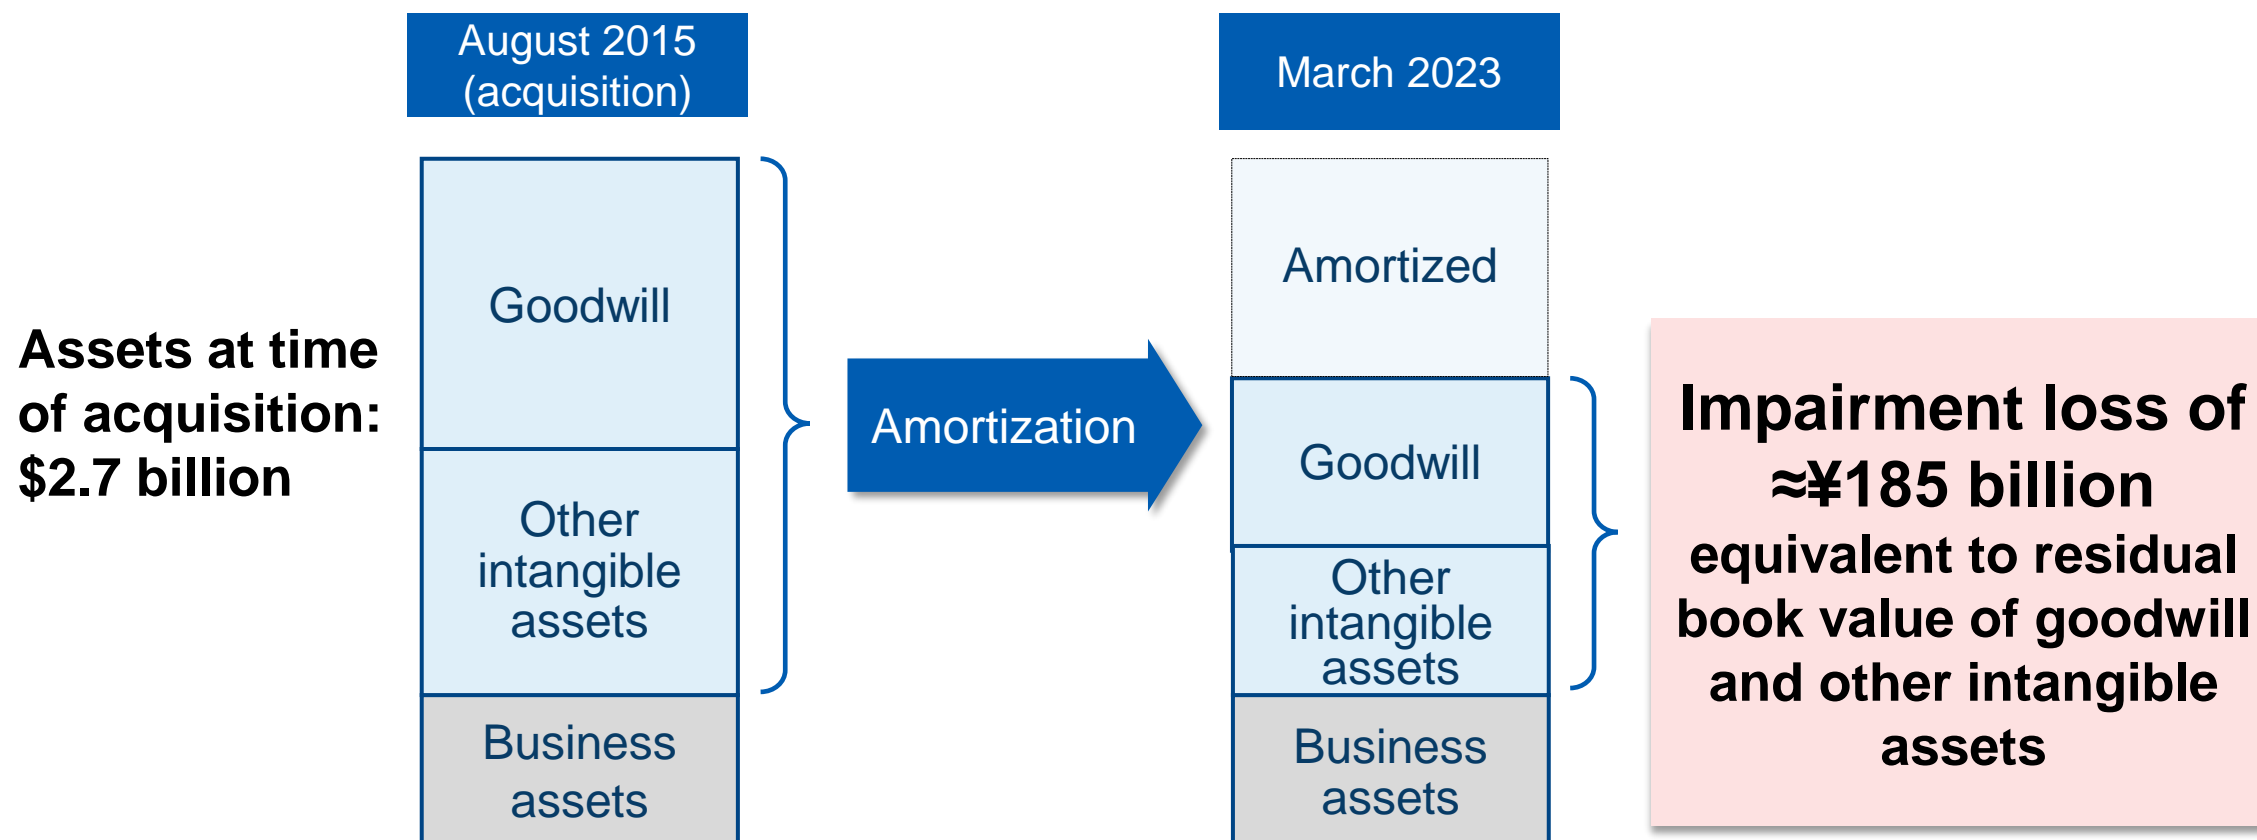 August 2015
(acquisition)
March 2023
Assets at time
of acquisition:
$2.7 billion
Goodwill
Other
intangible
assets
Business
assets
Amortization
Amortized
Goodwill
Other
intangible
assets
Business
assets
Impairment loss of
≈¥185 billion
equivalent to residual
book value of goodwill
and other intangible
assets